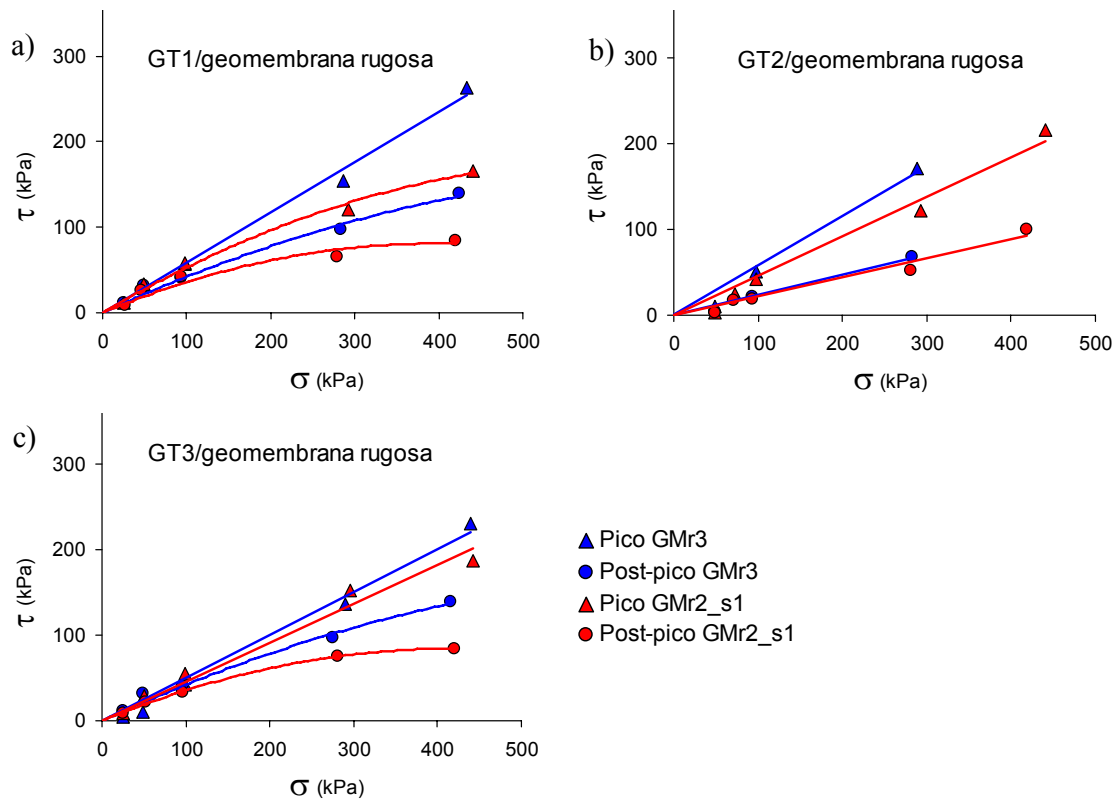 a)
GT1/geomembrana rugosa
300
200
100
0
τ (kPa)
0 100 200 300 400 500
σ (kPa)
b)
GT2/geomembrana rugosa
300
200
100
0
τ (kPa)
0 100 200 300 400 500
σ (kPa)
c)
GT3/geomembrana rugosa
300
200
100
0
τ (kPa)
0 100 200 300 400 500
σ (kPa)
Pico GMr3
Post-pico GMr3
Pico GMr2_s1
Post-pico GMr2_s1